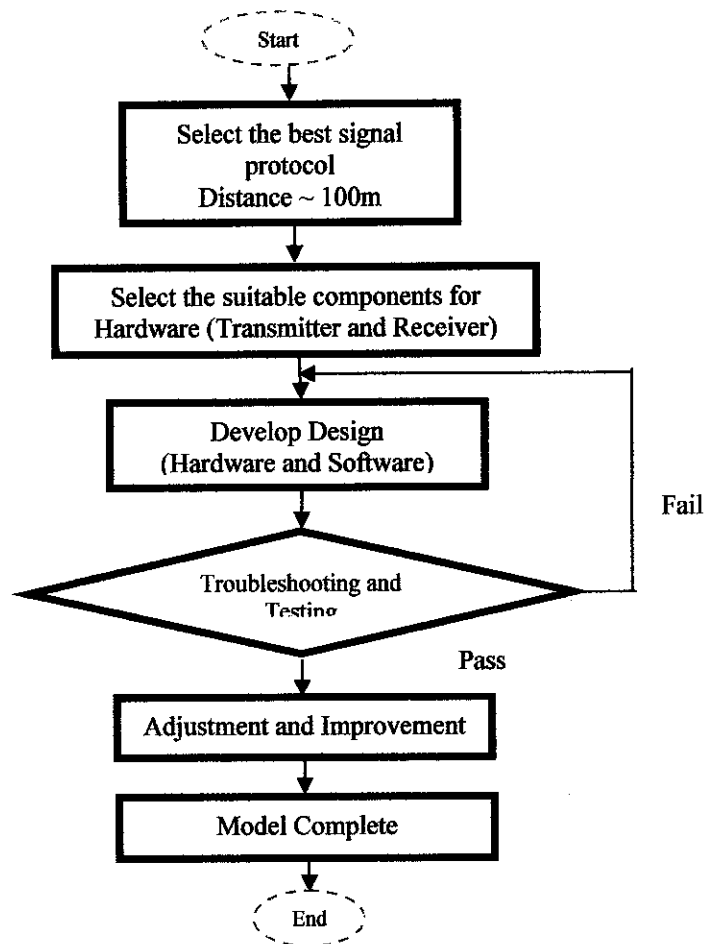 Start
Select the best signal
protocol
Distance ~ 100m
Select the suitable components for
Hardware (Transmitter and Receiver)
Develop Design
(Hardware and Software)
Fail
Troubleshooting and
Testing
Pass
Adjustment and Improvement
Model Complete
End